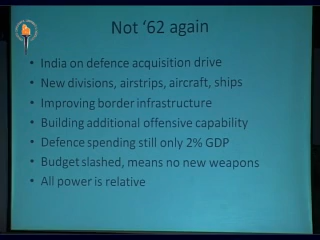 Not ‘62 again
• India on defence acquisition drive
• New divisions, airstrips, aircraft, ships
• Improving border infrastructure
• Building additional offensive capability
• Defence spending still only 2% GDP
• Budget slashed, means no new weapons
• All power is relative